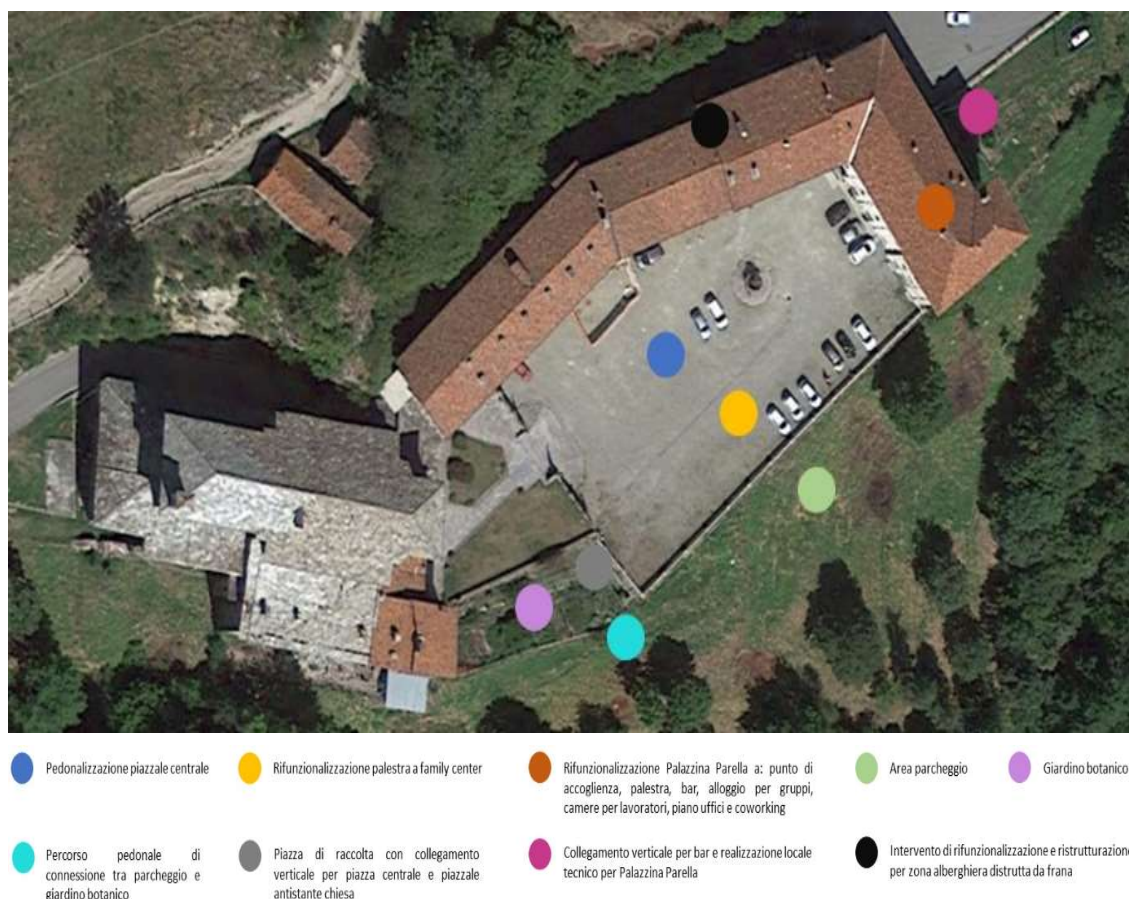 Pedonalizzazione piazzale centrale
Rifunzionalizzazione palestra a family center
Rifunzionalizzazione Palazzina Parella a: punto di
accoglienza, palestra, bar, alloggio per gruppi,
camere per lavoratori, piano uffici e coworking
Area parcheggio
Giardino botanico
Percorso pedonale di
connessione tra parcheggio e
giardino botanico
Piazza di raccolta con collegamento
verticale per piazza centrale e piazzale
antistante chiesa
Collegamento verticale per bar e realizzazione locale
tecnico per Palazzina Parella
Intervento di rifunzionalizzazione e ristrutturazione
per zona alberghiera distrutta da frana